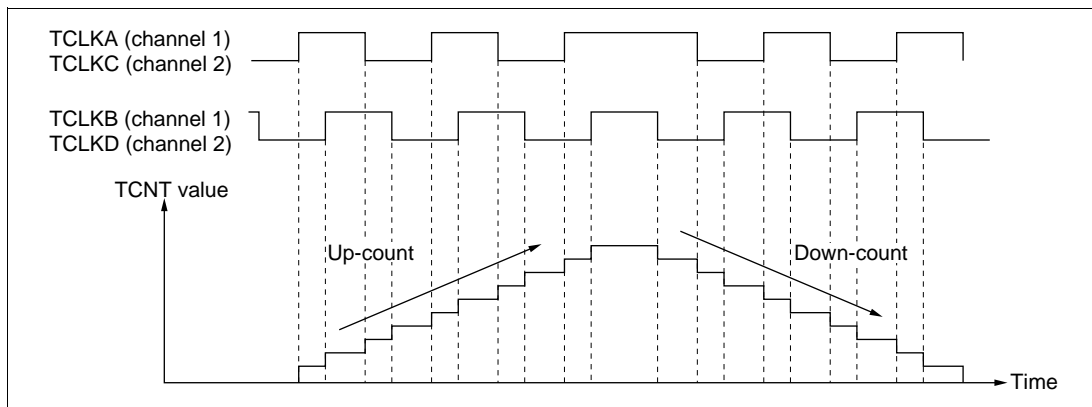 TCLKA (channel 1)
TCLKC (channel 2)
TCLKB (channel 1)
TCLKD (channel 2)
TCNT value
Up-count
Down-count
Time